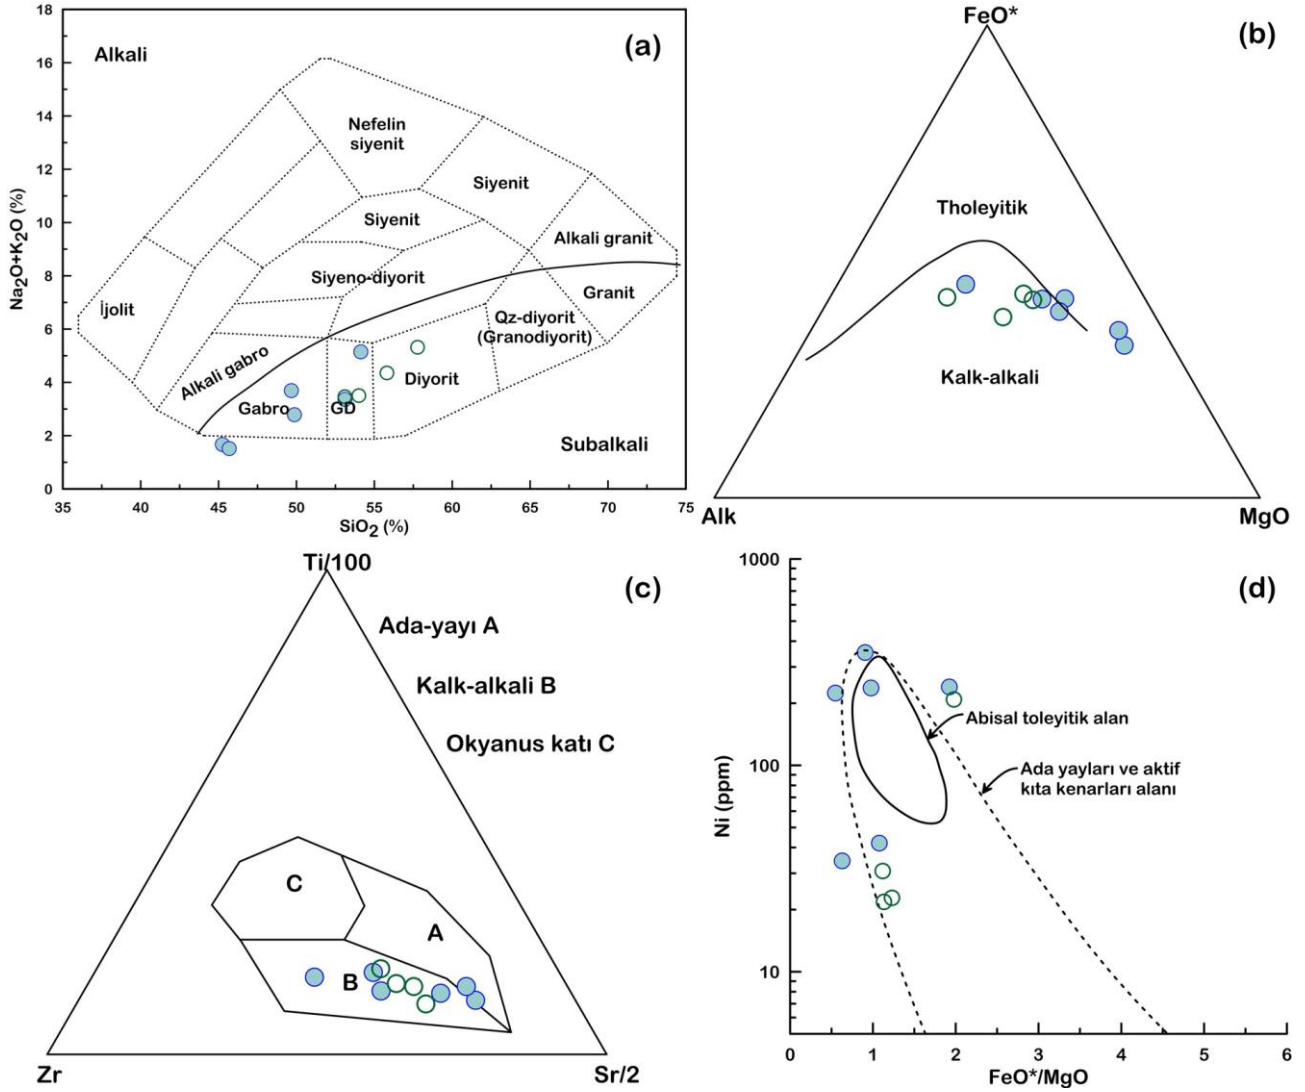 (a)
Alkali
Nefelin
siyenit
Siyenit
Siyenit
Alkali granit
Siyeno-diyorit
Granit
İjolit
Qz-diyorit
(Granodiyorit)
Alkali gabro
Diyorit
Gabro
GD
Subalkali
18
16
14
12
10
8
6
4
2
0
Na2O+K2O (%)
35 40 45 50 55 60 65 70 75
SiO2 (%)
FeO*
(b)
Tholeyitik
Kalk-alkali
Alk
MgO
Ti/100
(c)
Ada-yayı A
Kalk-alkali B
Okyanus katı C
C
A
B
Zr
Sr/2
(d)
1000
100
10
Ni (ppm)
Abisal toleyitik alan
Ada yayları ve aktif
kıta kenarları alanı
0 1 2 3 4 5 6
FeO*/MgO